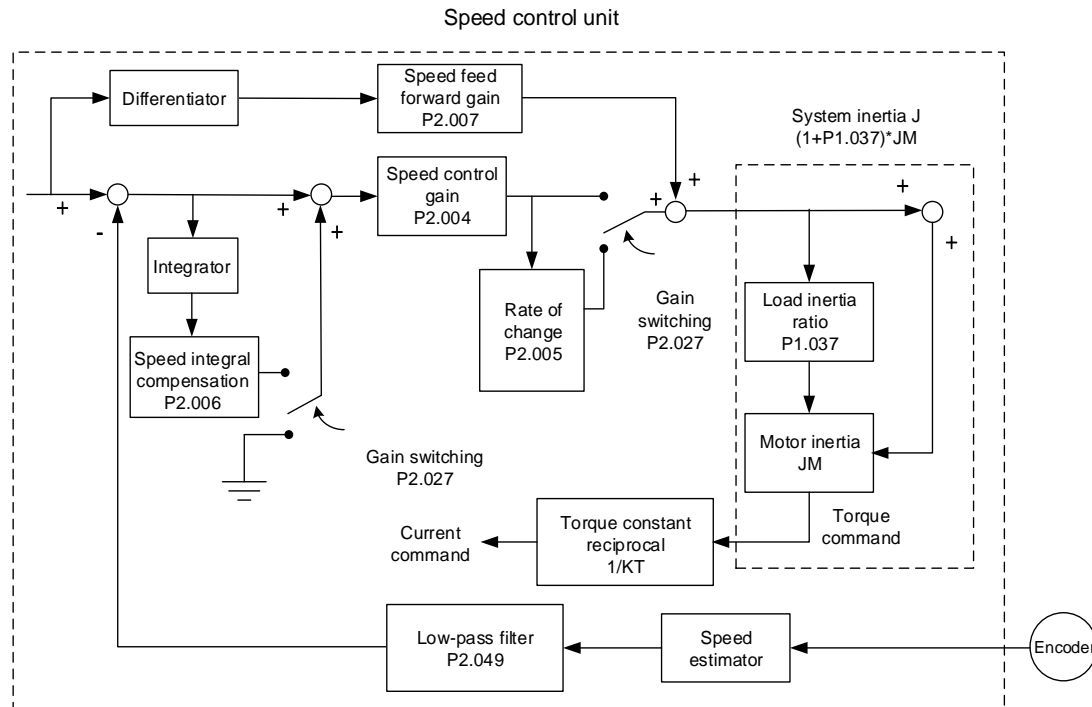 Speed control unit
Differentiator
Speed feed
forward gain
P2.007
System inertia J
(1+P1.037)*JM
+
-
+
+
Speed control
gain
P2.004
+
+
+
+
Integrator
Speed integral
compensation
P2.006
Rate of
change
P2.005
Gain
switching
P2.027
Load inertia
ratio
P1.037
Gain switching
P2.027
Motor inertia
JM
Current
command
Torque constant
reciprocal
1/KT
Torque
command
Low-pass filter
P2.049
Speed
estimator
Encoder